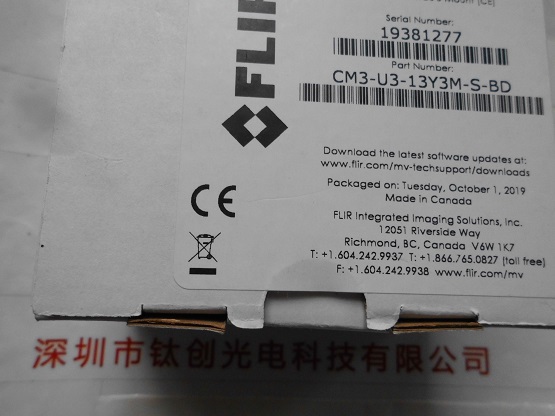 Serial Number:
19381277
Part Number:
CM3-U3-13Y3M-S-BD
FLIR
Download the latest software updates at:
www.flir.com/mv-techsupport/downloads
Packaged on: Tuesday, October 1, 2019
Made in Canada
CE
FLIR Integrated Imaging Solutions, Inc.
12051 Riverside Way
Richmond, BC, Canada V6W 1K7
T: +1.604.242.9937 T: +1.866.765.0827 (toll free)
F: +1.604.242.9938 www.flir.com/mv
深圳市钛创光电科技有限公司